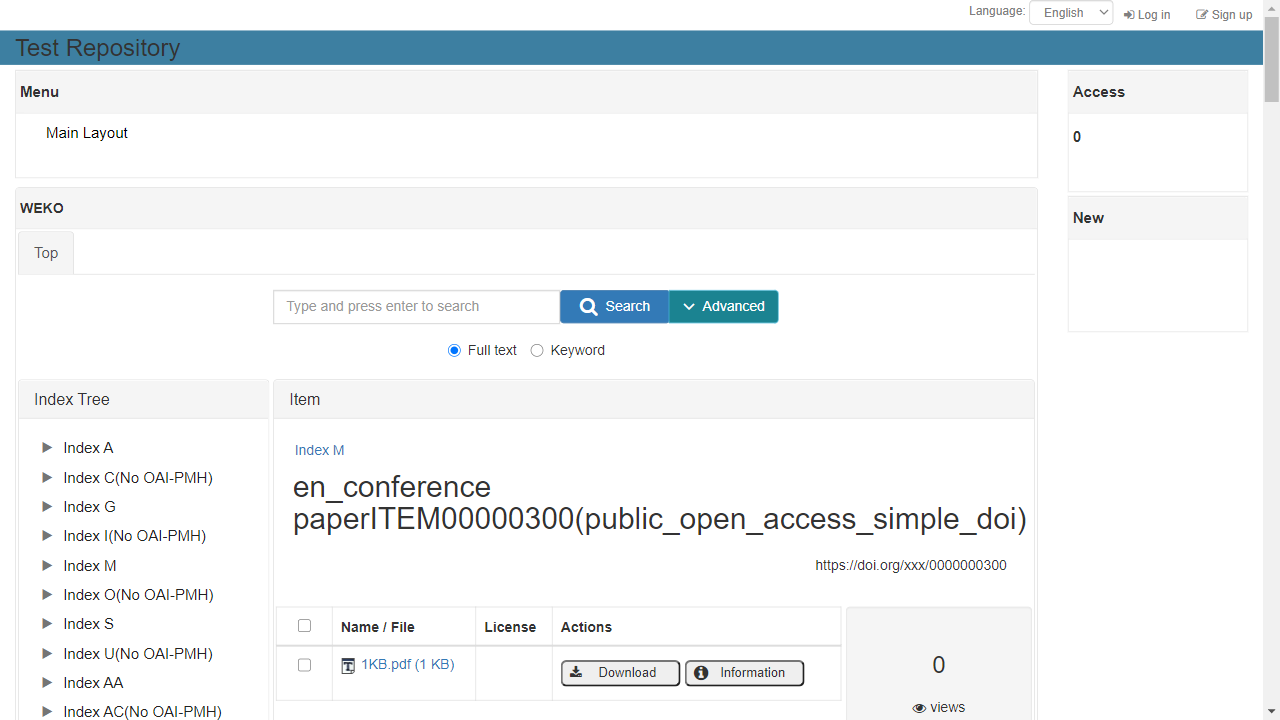 Language: English Log in Sign up
Test Repository
Menu
Main Layout
Access
0
New
WEKO
Top
Type and press enter to search Search Advanced
Full text Keyword
Index Tree
Index A
Index C(No OAI-PMH)
Index G
Index I(No OAI-PMH)
Index M
Index O(No OAI-PMH)
Index S
Index U(No OAI-PMH)
Index AA
Index AC(No OAI-PMH)
Item
Index M
en_conference
paperITEM00000300(public_open_access_simple_doi)
https://doi.org/xxx/0000000300
Name / File License Actions
1KB.pdf (1 KB) Download Information
0
views